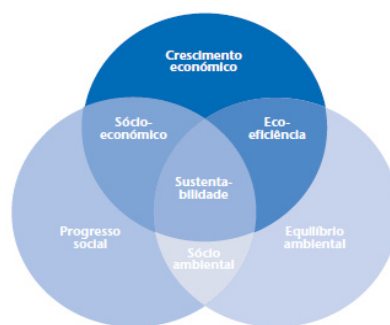 Crescimento
económico
Sócio-
económico
Eco-
eficiência
Sustenta-
bilidade
Progresso
social
Equilíbrio
ambiental
Sócio
ambiental